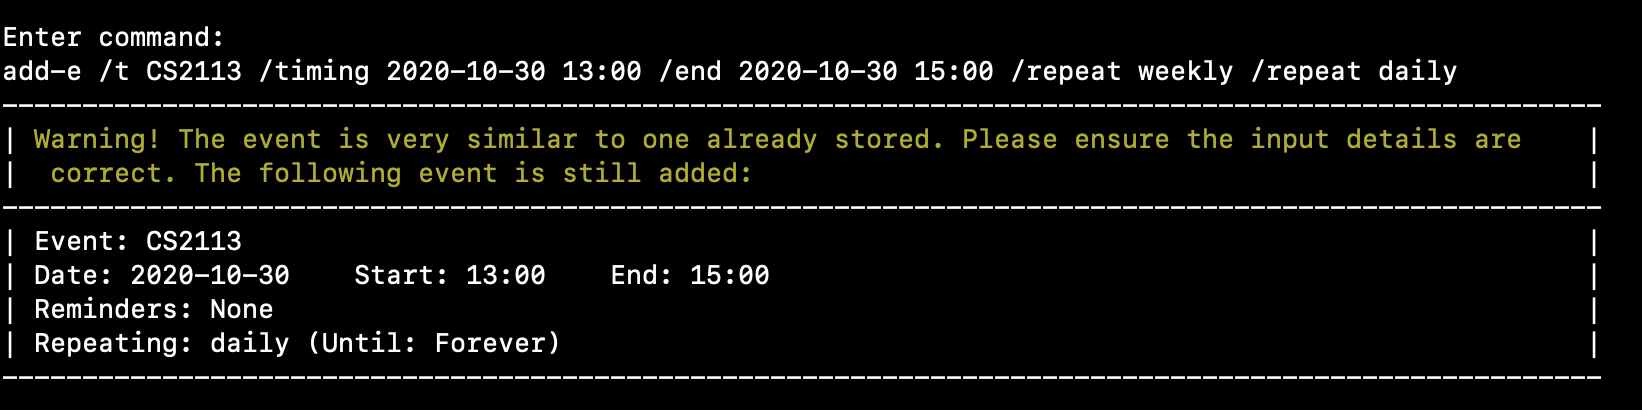 Enter command:
add-e /t CS2113 /timing 2020-10-30 13:00 /end 2020-10-30 15:00 /repeat weekly /repeat daily
----------------------------------------------------------------------------------------------------
| Warning! The event is very similar to one already stored. Please ensure the input details are |
| correct. The following event is still added: |
----------------------------------------------------------------------------------------------------
| Event: CS2113 |
| Date: 2020-10-30    Start: 13:00    End: 15:00 |
| Reminders: None |
| Repeating: daily (Until: Forever) |
----------------------------------------------------------------------------------------------------